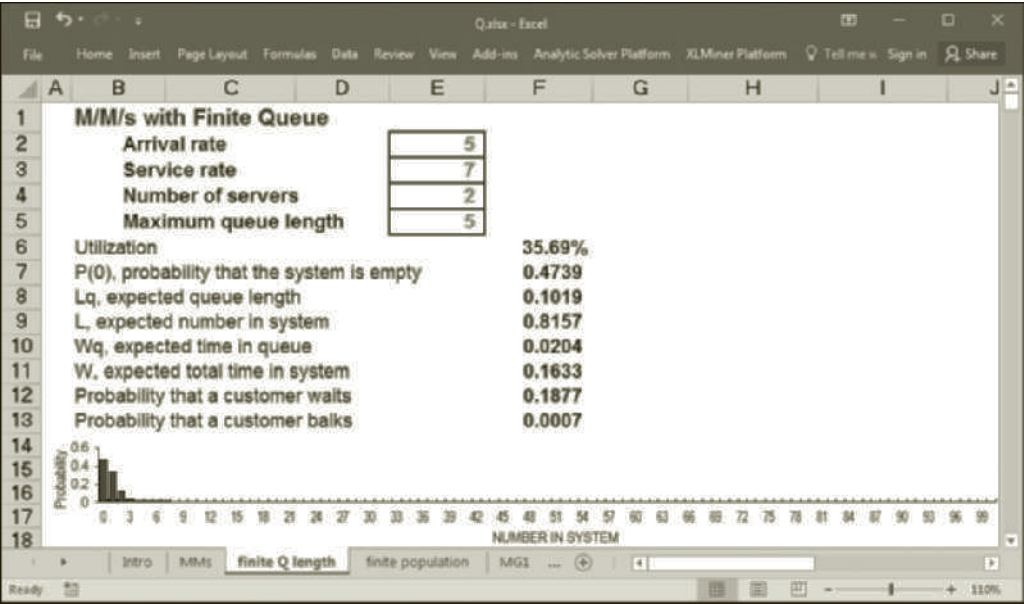 Q.xlsx - Excel
File Home Insert Page Layout Formulas Data Review View Add-ins Analytic Solver Platform XLMiner Platform Tell me Sign in Share
A B C D E F G H I J
1 M/M/s with Finite Queue
2 Arrival rate 5
3 Service rate 7
4 Number of servers 2
5 Maximum queue length 5
6 Utilization 35.69%
7 P(0), probability that the system is empty 0.4739
8 Lq, expected queue length 0.1019
9 L, expected number in system 0.8157
10 Wq, expected time in queue 0.0204
11 W, expected total time in system 0.1633
12 Probability that a customer waits 0.1877
13 Probability that a customer balks 0.0007
14
15
16
17
18
Probability
0.6
0.4
0.2
0
0 3 6 9 12 15 18 21 24 27 30 33 36 39 42 45 48 51 54 57 60 63 66 69 72 75 78 81 84 87 90 93 96 99
NUMBER IN SYSTEM
Intro MMs finite Q length finite population MG1 ...
Ready 110%